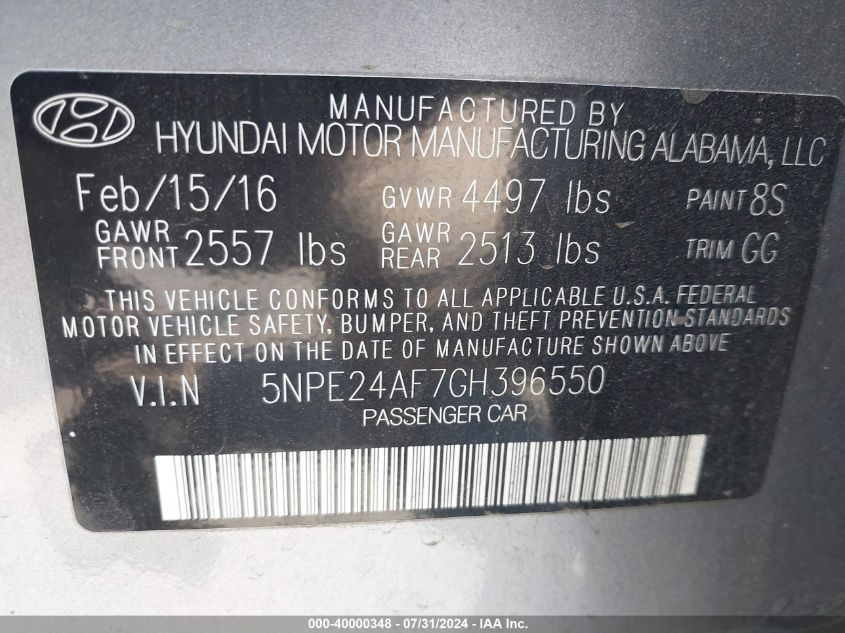 MANUFACTURED BY
HYUNDAI MOTOR MANUFACTURING ALABAMA, LLC
Feb/15/16 GVWR 4497 lbs PAINT 8S
GAWR FRONT 2557 lbs GAWR REAR 2513 lbs TRIM GG
THIS VEHICLE CONFORMS TO ALL APPLICABLE U.S.A. FEDERAL
MOTOR VEHICLE SAFETY, BUMPER, AND THEFT PREVENTION STANDARDS
IN EFFECT ON THE DATE OF MANUFACTURE SHOWN ABOVE
V.I.N 5NPE24AF7GH396550
PASSENGER CAR
000-40000348 - 07/31/2024 - IAA Inc.